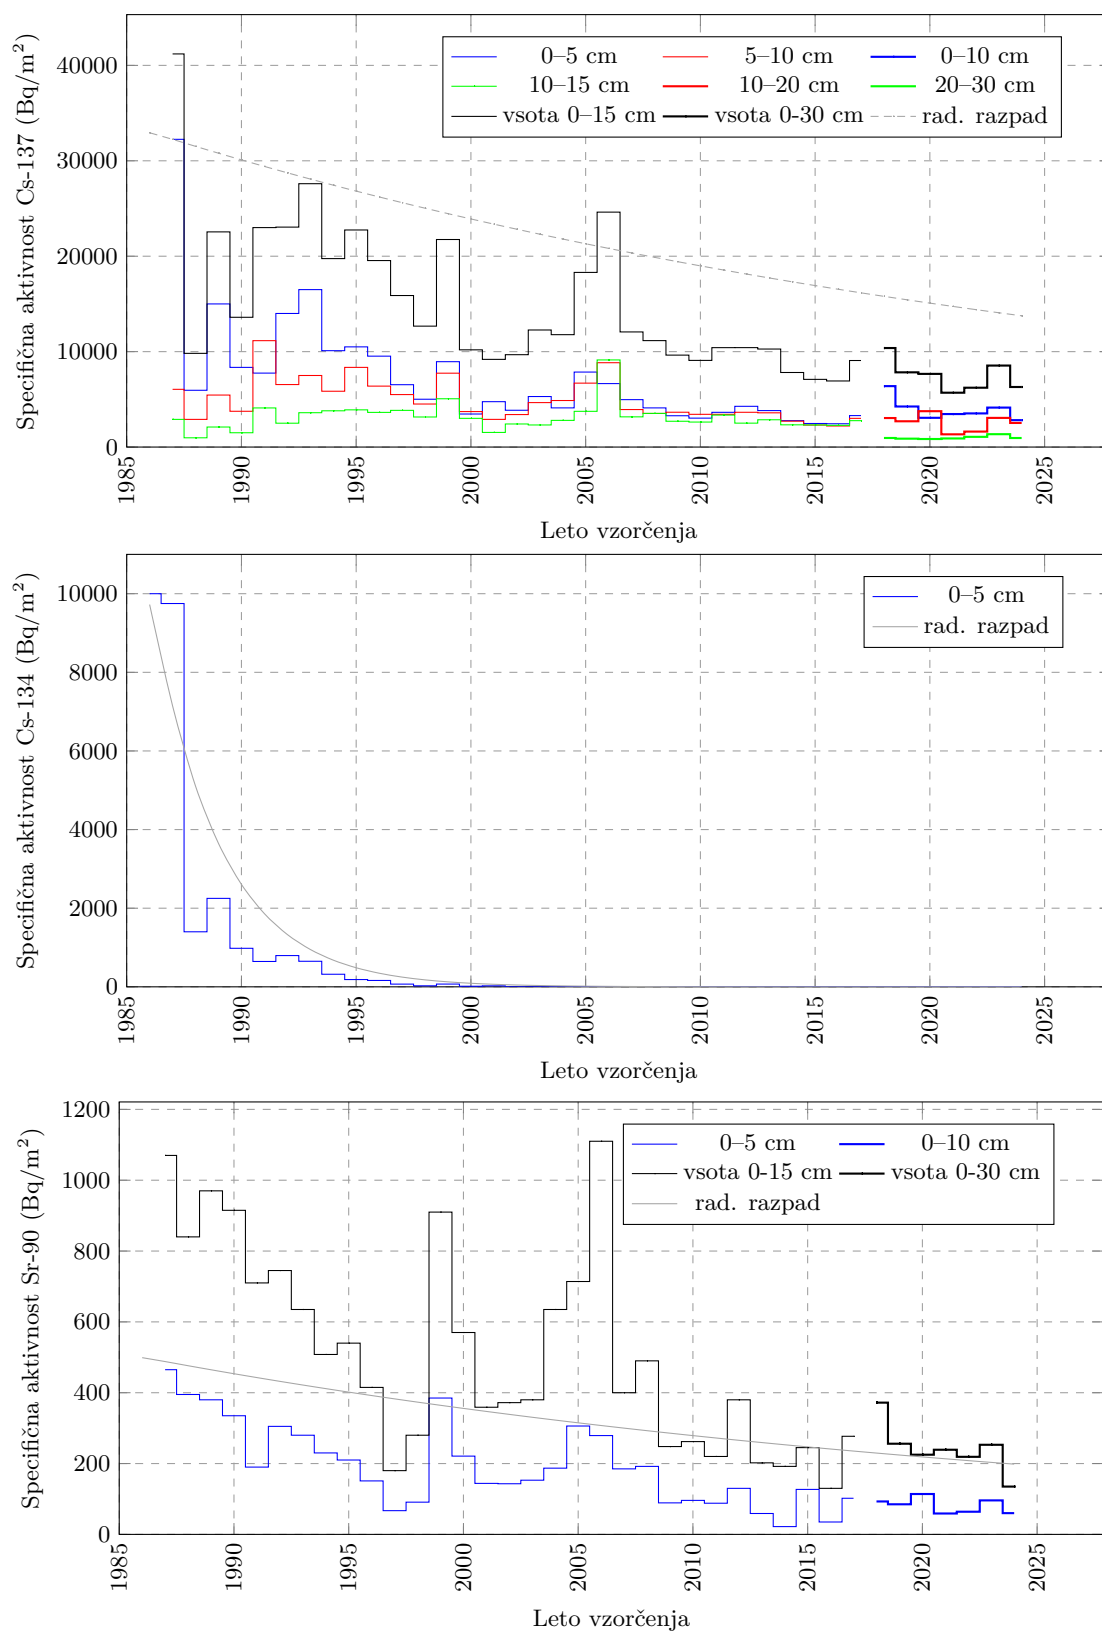 Specifična aktivnost Cs-137 (Bq/m²)
40000
30000
20000
10000
0
0–5 cm 5–10 cm 0–10 cm
10–15 cm 10–20 cm 20–30 cm
vsota 0–15 cm vsota 0-30 cm rad. razpad
1985 1990 1995 2000 2005 2010 2015 2020 2025
Leto vzorčenja
Specifična aktivnost Cs-134 (Bq/m²)
10000
8000
6000
4000
2000
0
0–5 cm
rad. razpad
1985 1990 1995 2000 2005 2010 2015 2020 2025
Leto vzorčenja
Specifična aktivnost Sr-90 (Bq/m²)
1200
1000
800
600
400
200
0
0–5 cm 0–10 cm
vsota 0-15 cm vsota 0-30 cm
rad. razpad
1985 1990 1995 2000 2005 2010 2015 2020 2025
Leto vzorčenja